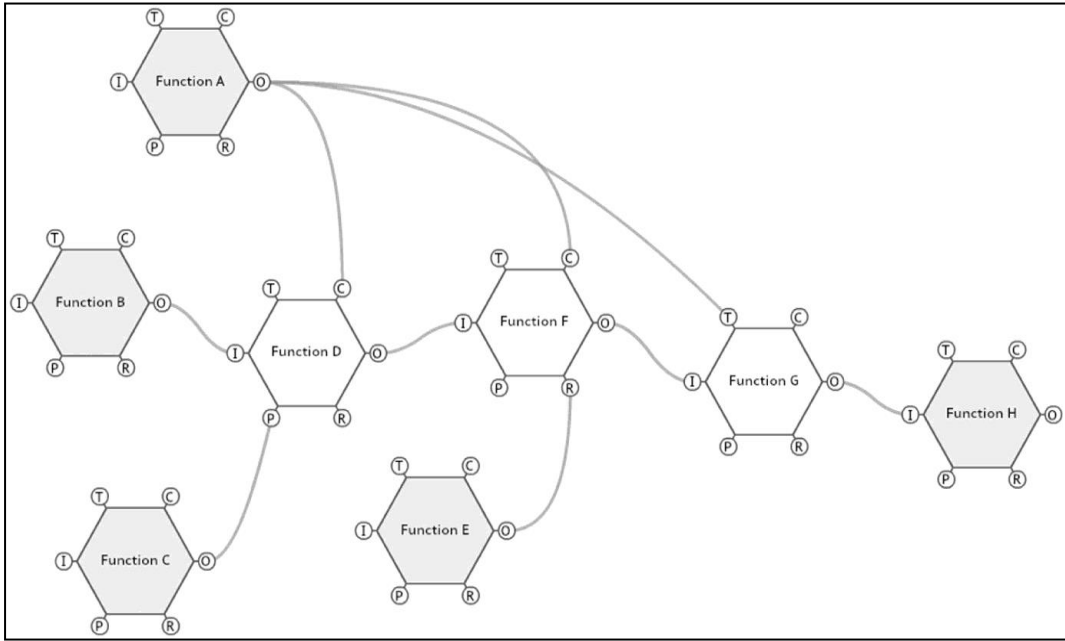 T C
I Function A O
P R
T C
I Function B O
P R
T C
I Function D O
P R
T C
I Function F O
P R
T C
I Function G O
P R
T C
I Function H O
P R
T C
I Function C O
P R
T C
I Function E O
P R